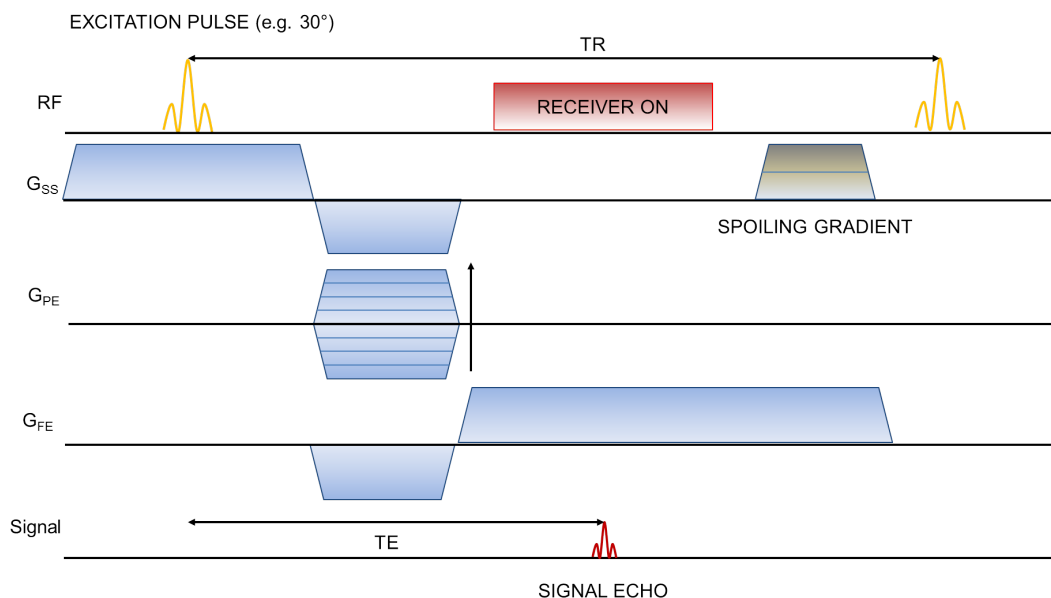 EXCITATION PULSE (e.g. 30°)
TR
RF
RECEIVER ON
GSS
SPOILING GRADIENT
GPE
GFE
Signal
TE
SIGNAL ECHO